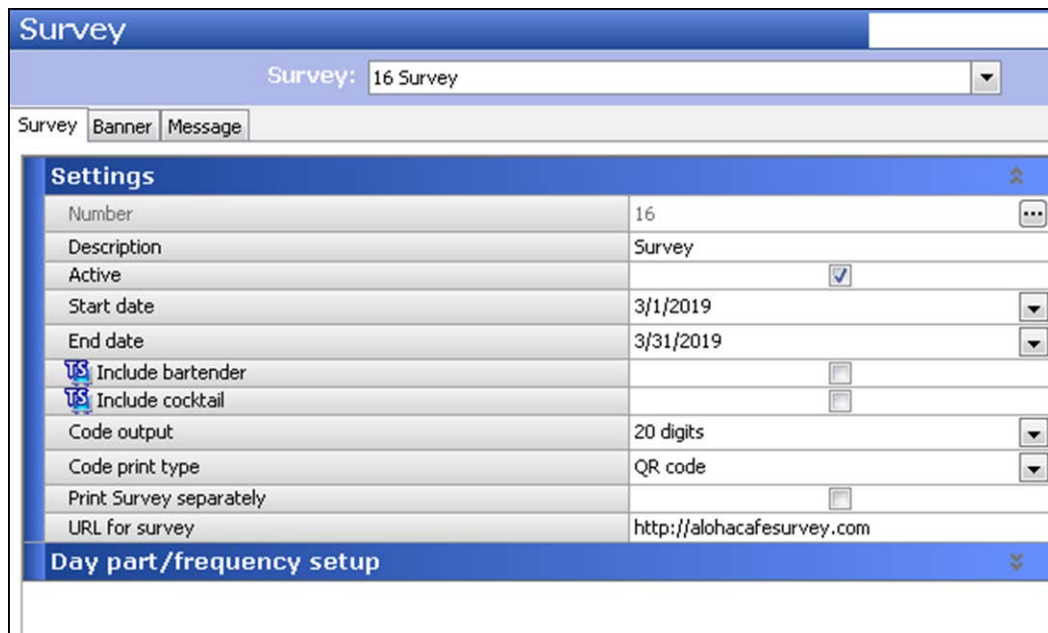 Survey
Survey: 16 Survey
Survey Banner Message
Settings
Number 16 ...
Description Survey
Active
Start date 3/1/2019
End date 3/31/2019
TS Include bartender
TS Include cocktail
Code output 20 digits
Code print type QR code
Print Survey separately
URL for survey http://alohacafesurvey.com
Day part/frequency setup